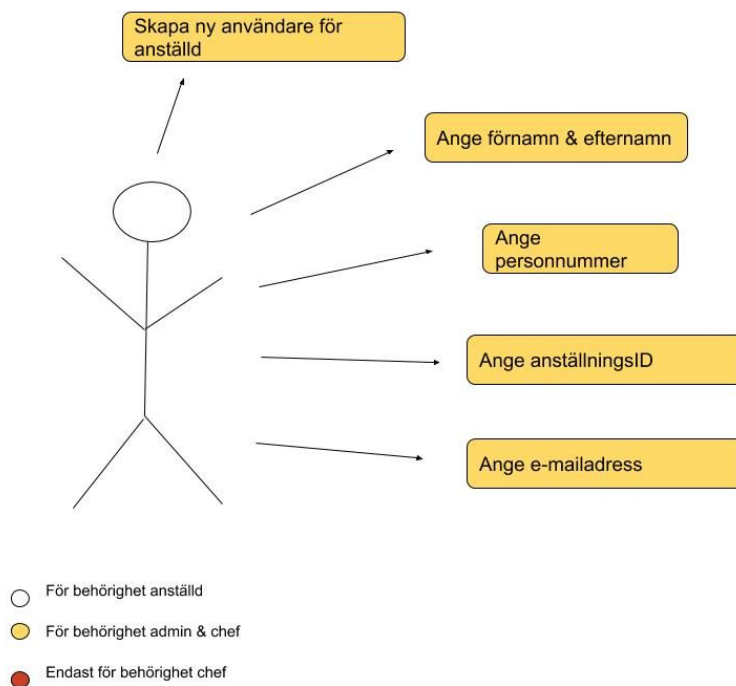 Skapa ny användare för
anställd
Ange förnamn & efternamn
Ange
personnummer
Ange anställningsID
Ange e-mailadress
För behörighet anställd
För behörighet admin & chef
Endast för behörighet chef